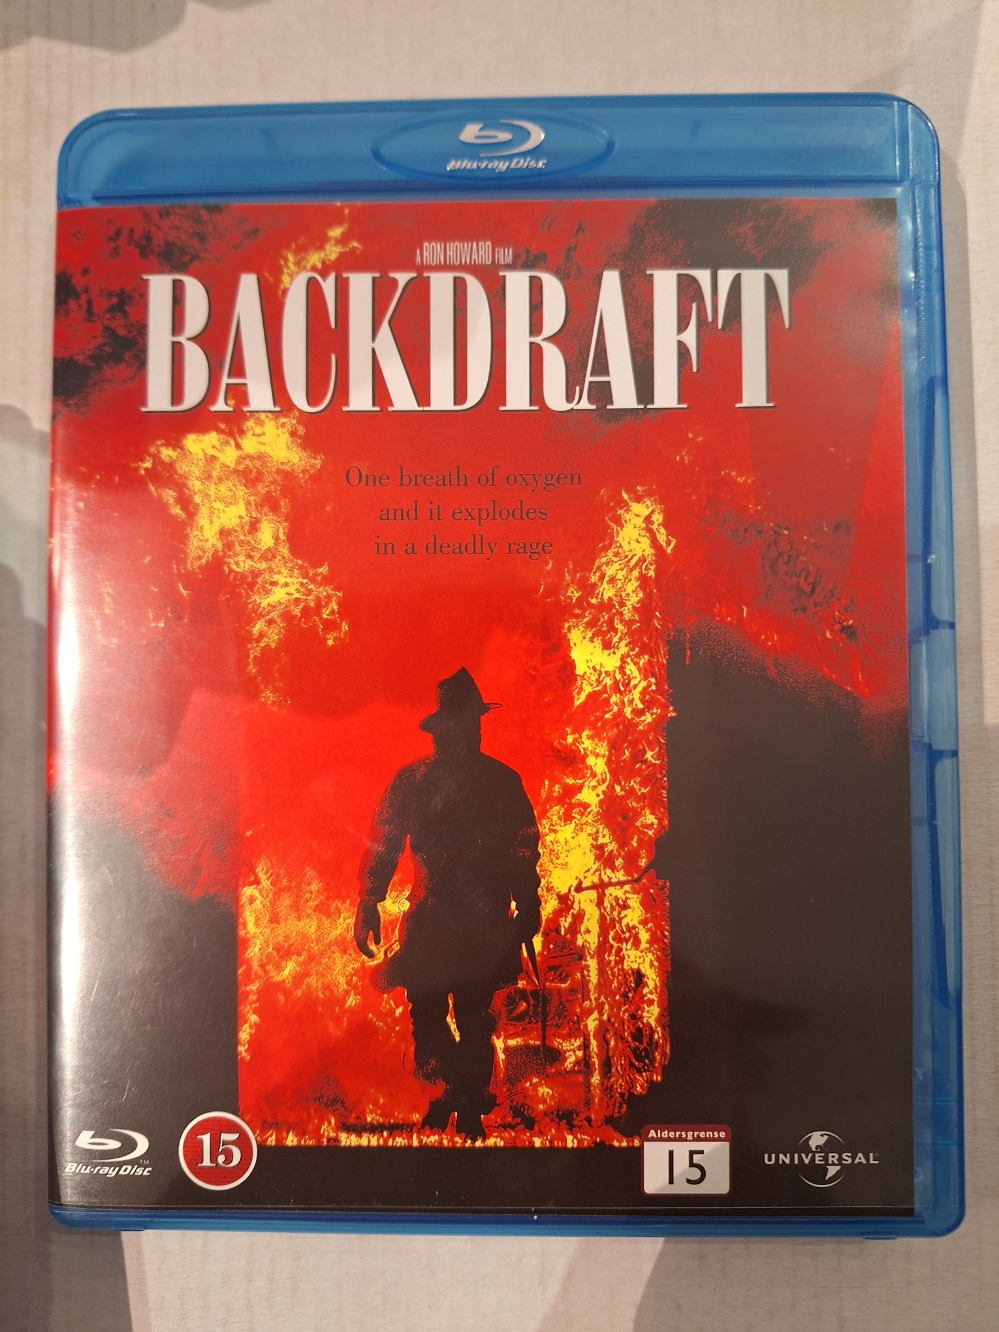 Blu-ray Disc
A RON HOWARD FILM
BACKDRAFT
One breath of oxygen
and it explodes
in a deadly rage
Blu-ray Disc
TM
15
Aldersgrense
15
UNIVERSAL